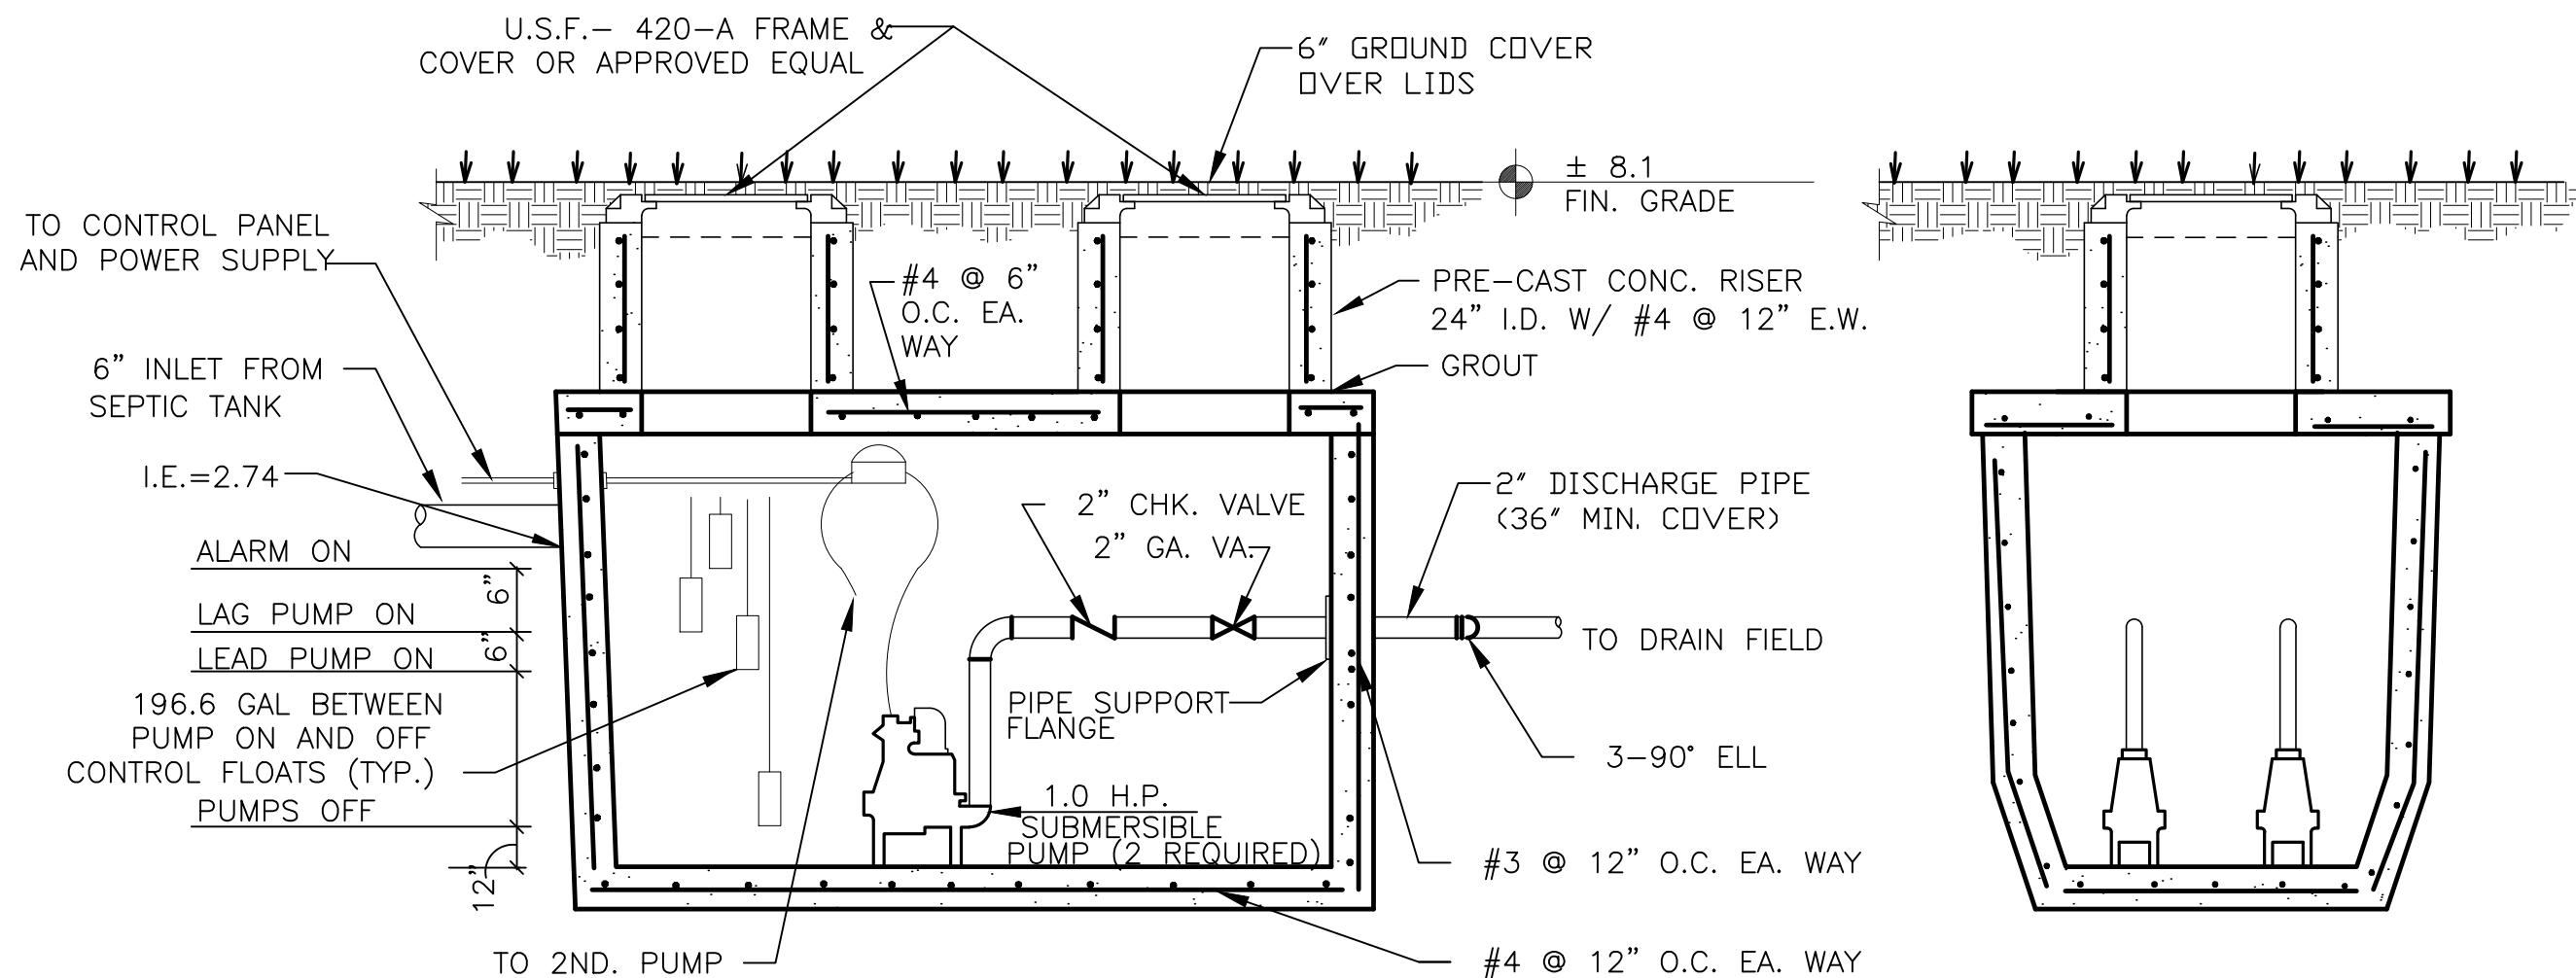 U.S.F.- 420-A FRAME &
COVER OR APPROVED EQUAL
6" GROUND COVER
OVER LIDS
± 8.1
FIN. GRADE
TO CONTROL PANEL
AND POWER SUPPLY
#4 @ 6"
O.C. EA.
WAY
PRE-CAST CONC. RISER
24" I.D. W/ #4 @ 12" E.W.
GROUT
6" INLET FROM
SEPTIC TANK
I.E.=2.74
2" CHK. VALVE
2" GA. VA.
2" DISCHARGE PIPE
(36" MIN. COVER)
ALARM ON
6"
LAG PUMP ON
6"
LEAD PUMP ON
TO DRAIN FIELD
196.6 GAL BETWEEN
PUMP ON AND OFF
CONTROL FLOATS (TYP.)
PUMPS OFF
12"
PIPE SUPPORT
FLANGE
3-90° ELL
1.0 H.P.
SUBMERSIBLE
PUMP (2 REQUIRED)
#3 @ 12" O.C. EA. WAY
TO 2ND. PUMP
#4 @ 12" O.C. EA. WAY